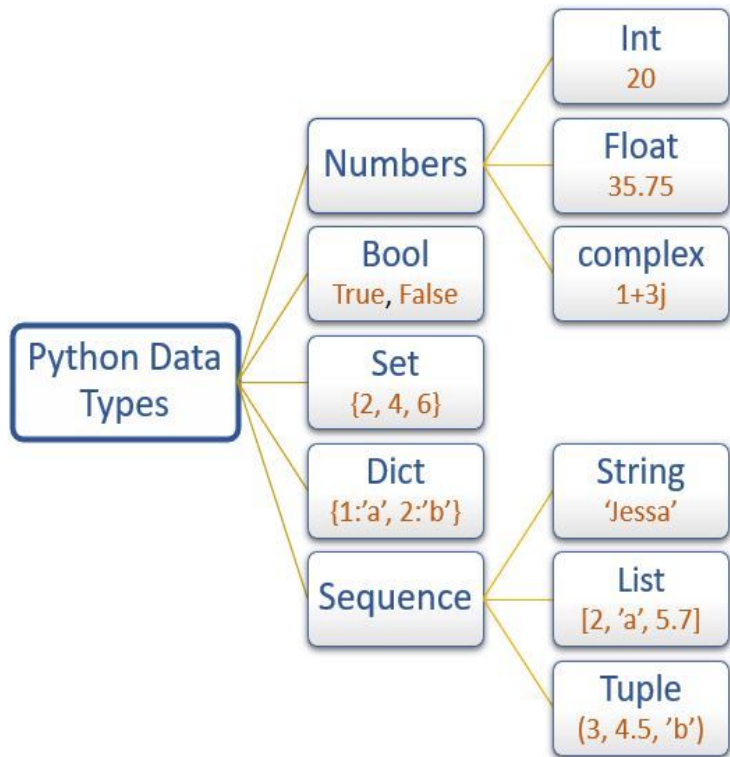 Python Data
Types
Numbers
Int
20
Float
35.75
complex
1+3j
Bool
True, False
Set
{2, 4, 6}
Dict
{1:’a’, 2:’b’}
Sequence
String
‘Jessa’
List
[2, ’a’, 5.7]
Tuple
(3, 4.5, ’b’)